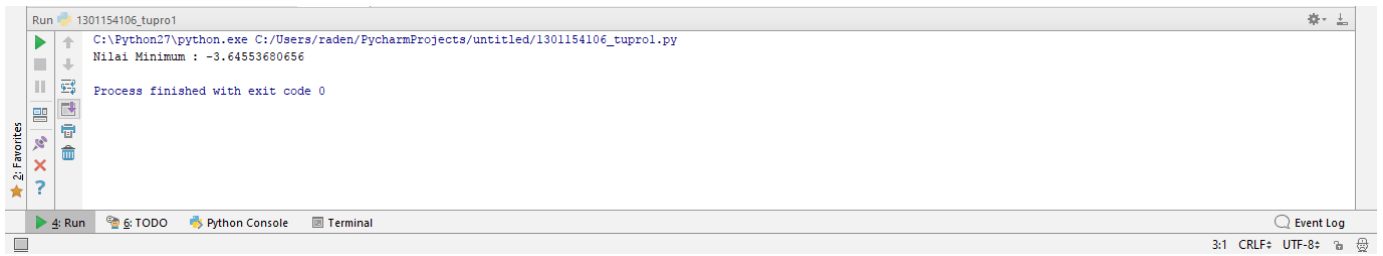 Run 1301154106_tupro1
C:\Python27\python.exe C:/Users/raden/PycharmProjects/untitled/1301154106_tupro1.py
Nilai Minimum : -3.64553680656
Process finished with exit code 0
2: Favorites
?
4: Run 6: TODO Python Console Terminal Event Log
3:1 CRLF UTF-8